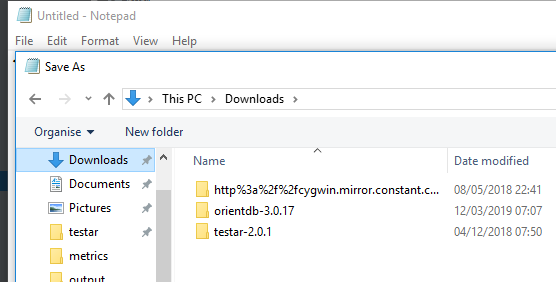 Untitled - Notepad
File Edit Format View Help
Save As
This PC Downloads
Organise New folder
Name Date modified
Downloads
Documents
Pictures
testar
metrics
output
http%3a%2f%2fcygwin.mirror.constant.c... 08/05/2018 22:41
orientdb-3.0.17 12/03/2019 07:07
testar-2.0.1 04/12/2018 07:50